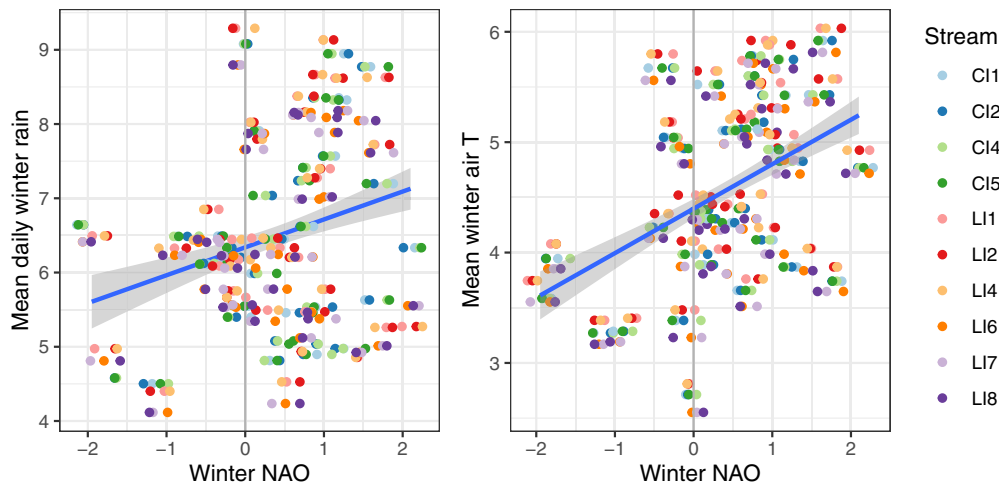 Mean daily winter rain
9
8
7
6
5
4
−2
−1
0
1
2
Winter NAO
Mean winter air T
6
5
4
3
−2
−1
0
1
2
Winter NAO
Stream
CI1
CI2
CI4
CI5
LI1
LI2
LI4
LI6
LI7
LI8